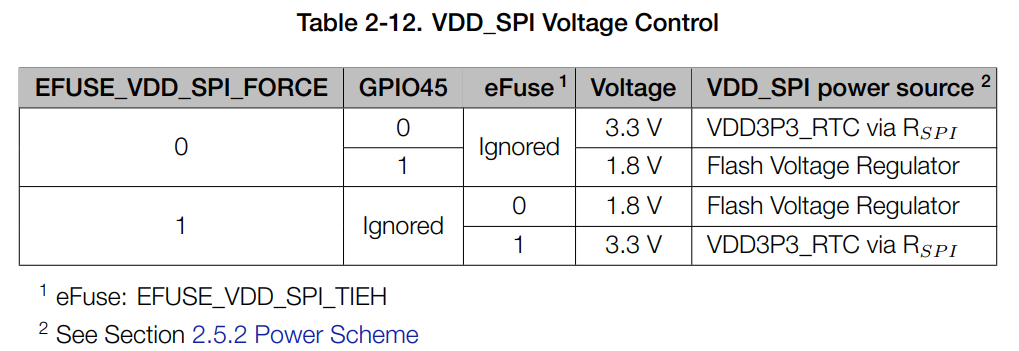 Table 2-12. VDD_SPI Voltage Control
EFUSE_VDD_SPI_FORCE GPIO45 eFuse 1 Voltage VDD_SPI power source 2
0 0 Ignored 3.3 V VDD3P3_RTC via RSPI
1 1.8 V Flash Voltage Regulator
1 Ignored 0 1.8 V Flash Voltage Regulator
1 3.3 V VDD3P3_RTC via RSPI
1 eFuse: EFUSE_VDD_SPI_TIEH
2 See Section 2.5.2 Power Scheme